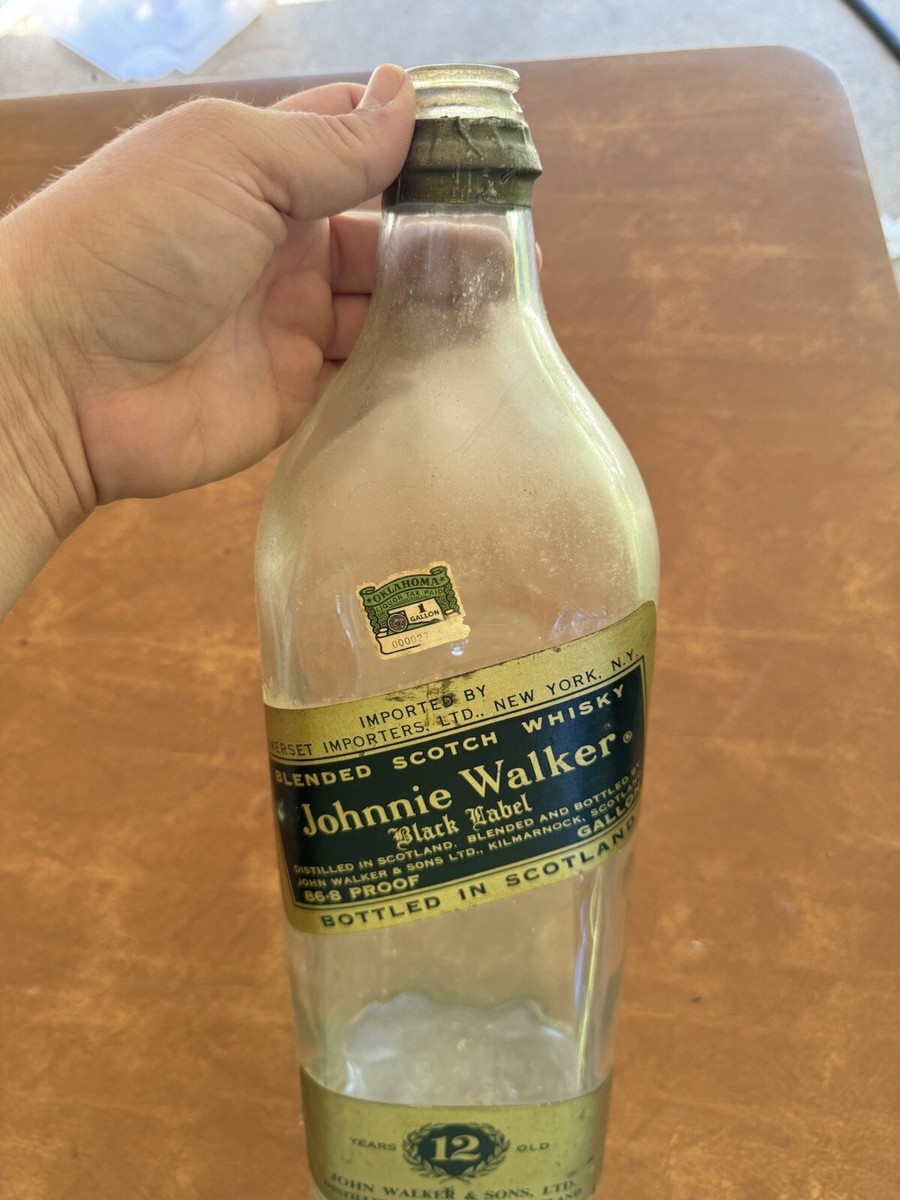 OKLAHOMA
LIQUOR TAX PAID
1
GALLON
IMPORTED BY
IMPORTERS, LTD., NEW YORK, N.Y.
BLENDED SCOTCH WHISKY
Johnnie Walker®
Black Label
DISTILLED IN SCOTLAND. BLENDED AND BOTTLED BY
JOHN WALKER & SONS LTD., KILMARNOCK, SCOTLAND
86·8 PROOF GALLON
BOTTLED IN SCOTLAND
YEARS 12 OLD
JOHN WALKER & SONS, LTD.